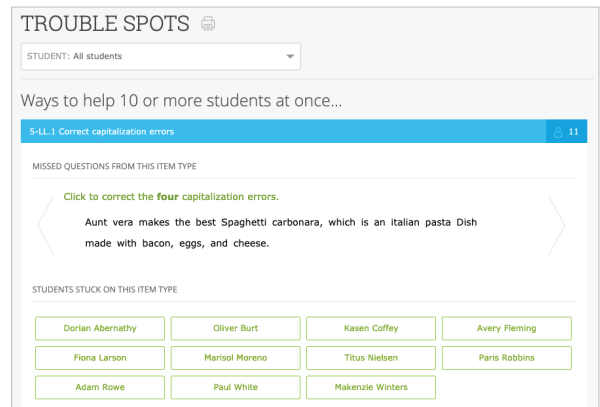 TROUBLE SPOTS
STUDENT: All students
Ways to help 10 or more students at once...
5-LL.1 Correct capitalization errors 11
MISSED QUESTIONS FROM THIS ITEM TYPE
Click to correct the four capitalization errors.
Aunt vera makes the best Spaghetti carbonara, which is an italian pasta Dish
made with bacon, eggs, and cheese.
STUDENTS STUCK ON THIS ITEM TYPE
Dorian Abernathy Oliver Burt Kasen Coffey Avery Fleming
Fiona Larson Marisol Moreno Titus Nielsen Paris Robbins
Adam Rowe Paul White Makenzie Winters